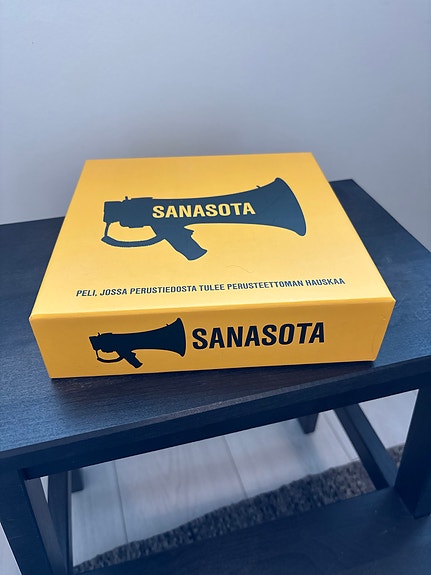 SANASOTA
PELI, JOSSA PERUSTIEDOSTA TULEE PERUSTEETTOMAN HAUSKAA
SANASOTA